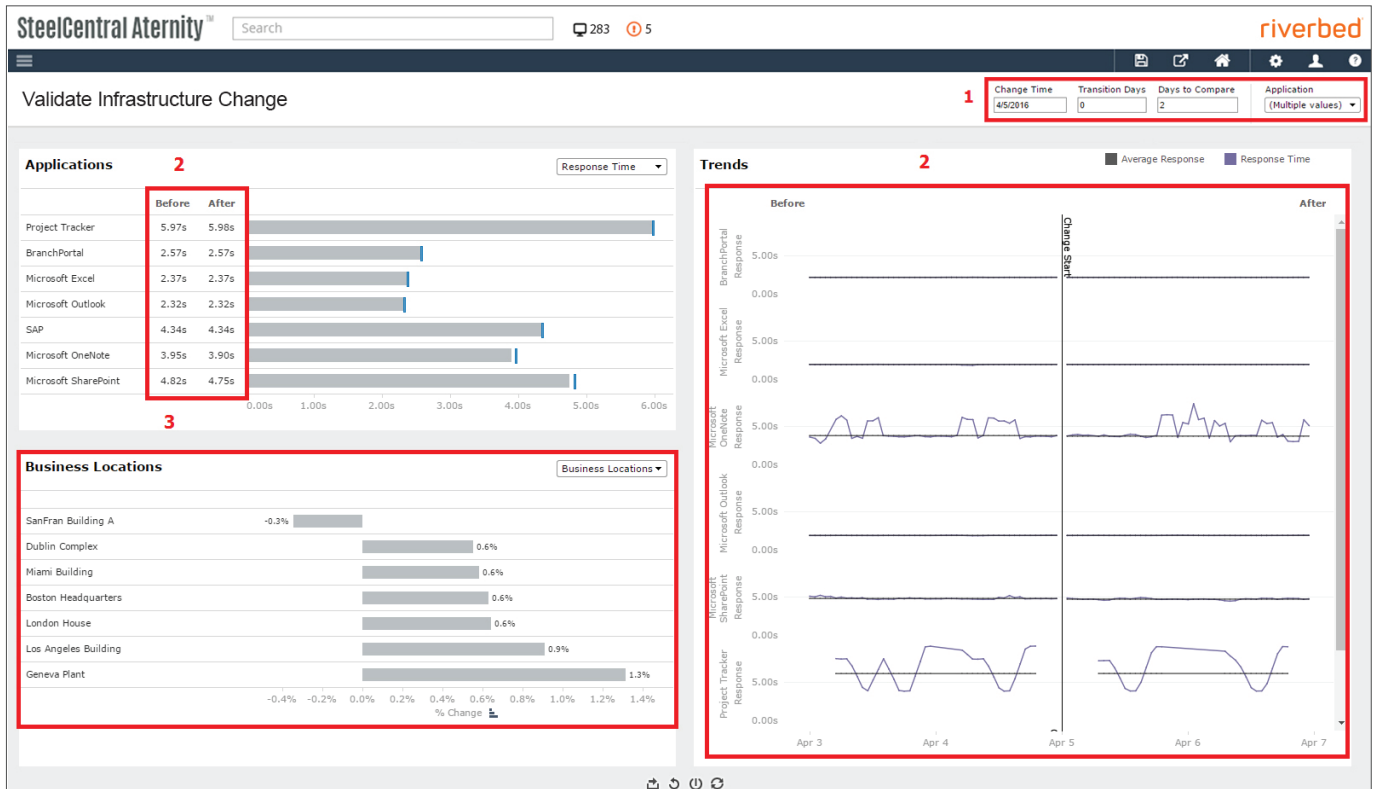 SteelCentral Aternity™
Search
283
5
riverbed
Validate Infrastructure Change
1
Change Time
Transition Days
Days to Compare
Application
4/5/2016
0
2
(Multiple values)
Applications
2
Response Time
Before After
Project Tracker 5.97s 5.98s
BranchPortal 2.57s 2.57s
Microsoft Excel 2.37s 2.37s
Microsoft Outlook 2.32s 2.32s
SAP 4.34s 4.34s
Microsoft OneNote 3.95s 3.90s
Microsoft SharePoint 4.82s 4.75s
0.00s 1.00s 2.00s 3.00s 4.00s 5.00s 6.00s
3
Business Locations
Business Locations
SanFran Building A -0.3%
Dublin Complex 0.6%
Miami Building 0.6%
Boston Headquarters 0.6%
London House 0.6%
Los Angeles Building 0.9%
Geneva Plant 1.3%
-0.4% -0.2% 0.0% 0.2% 0.4% 0.6% 0.8% 1.0% 1.2% 1.4%
% Change
Trends
2
Average Response
Response Time
Before
After
Change Start
BranchPortal
Response
5.00s
0.00s
Microsoft Excel
Response
5.00s
0.00s
Microsoft
OneNote
Response
5.00s
0.00s
Microsoft Outlook
Response
5.00s
0.00s
Microsoft
SharePoint
Response
5.00s
0.00s
Project Tracker
Response
5.00s
0.00s
Apr 3 Apr 4 Apr 5 Apr 6 Apr 7